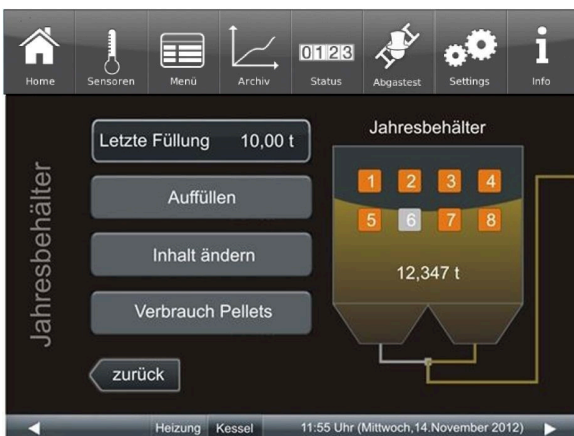 0123
Home Sensoren Menü Archiv Status Abgastest Settings Info
Jahresbehälter
Letzte Füllung 10,00 t
Auffüllen
Inhalt ändern
Verbrauch Pellets
zurück
Jahresbehälter
1 2 3 4
5 6 7 8
12,347 t
Heizung Kessel 11:55 Uhr (Mittwoch,14.November 2012)